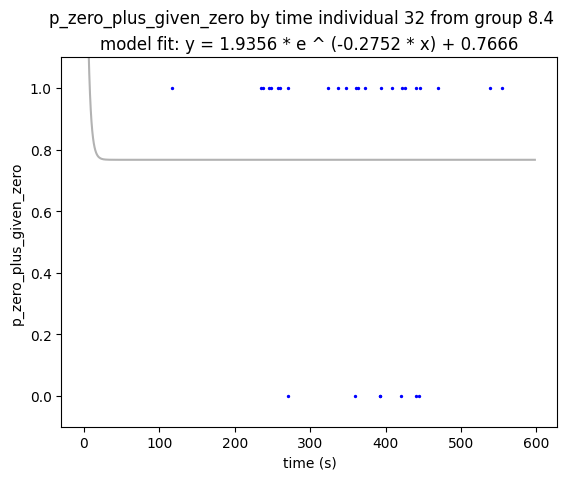 p_zero_plus_given_zero by time individual 32 from group 8.4
model fit: y = 1.9356 * e ^ (-0.2752 * x) + 0.7666
1.0
0.8
0.6
0.4
0.2
0.0
p_zero_plus_given_zero
0 100 200 300 400 500 600
time (s)